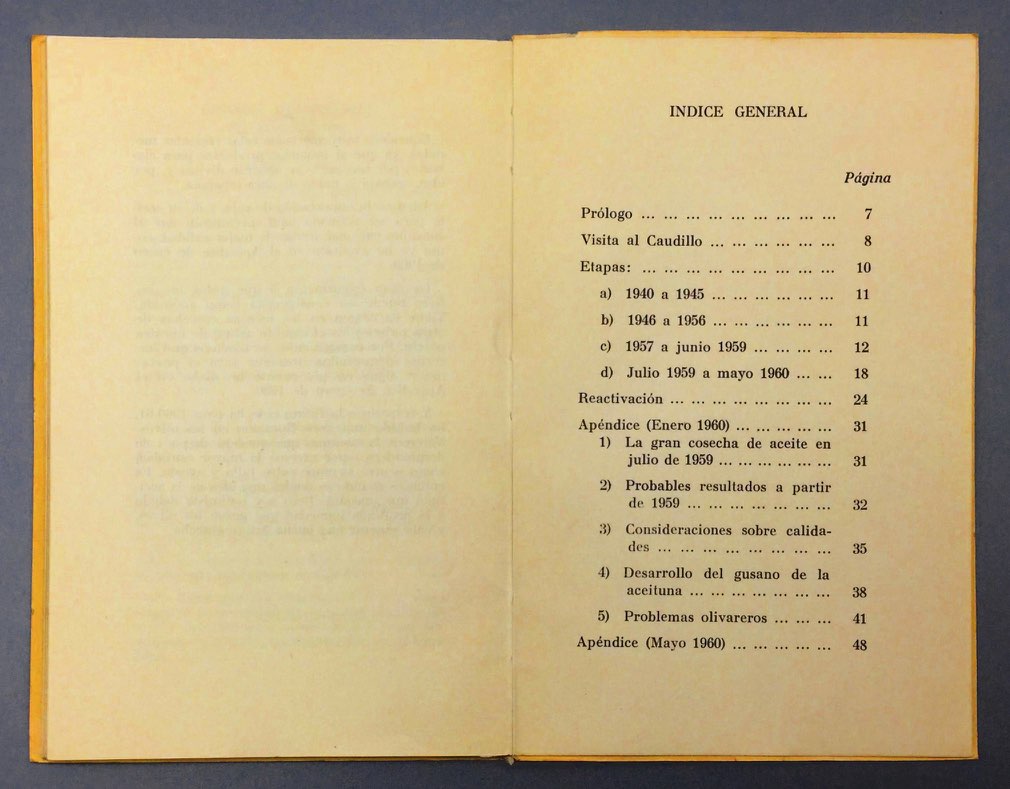 INDICE GENERAL
Página
Prólogo ... ... ... ... ... ... ... ... ... 7
Visita al Caudillo ... ... ... ... ... ... 8
Etapas: ... ... ... ... ... ... ... ... ... 10
a) 1940 a 1945 ... ... ... ... ... ... 11
b) 1946 a 1956 ... ... ... ... ... ... 11
c) 1957 a junio 1959 ... ... ... ... 12
d) Julio 1959 a mayo 1960 ... ... 18
Reactivación ... ... ... ... ... ... ... ... 24
Apéndice (Enero 1960) ... ... ... ... ... 31
1) La gran cosecha de aceite en
julio de 1959 ... ... ... ... ... 31
2) Probables resultados a partir
de 1959 ... ... ... ... ... ... ... 32
3) Consideraciones sobre calida-
des ... ... ... ... ... ... ... ... 35
4) Desarrollo del gusano de la
aceituna ... ... ... ... ... ... ... 38
5) Problemas olivareros ... ... ... 41
Apéndice (Mayo 1960) ... ... ... ... ... 48